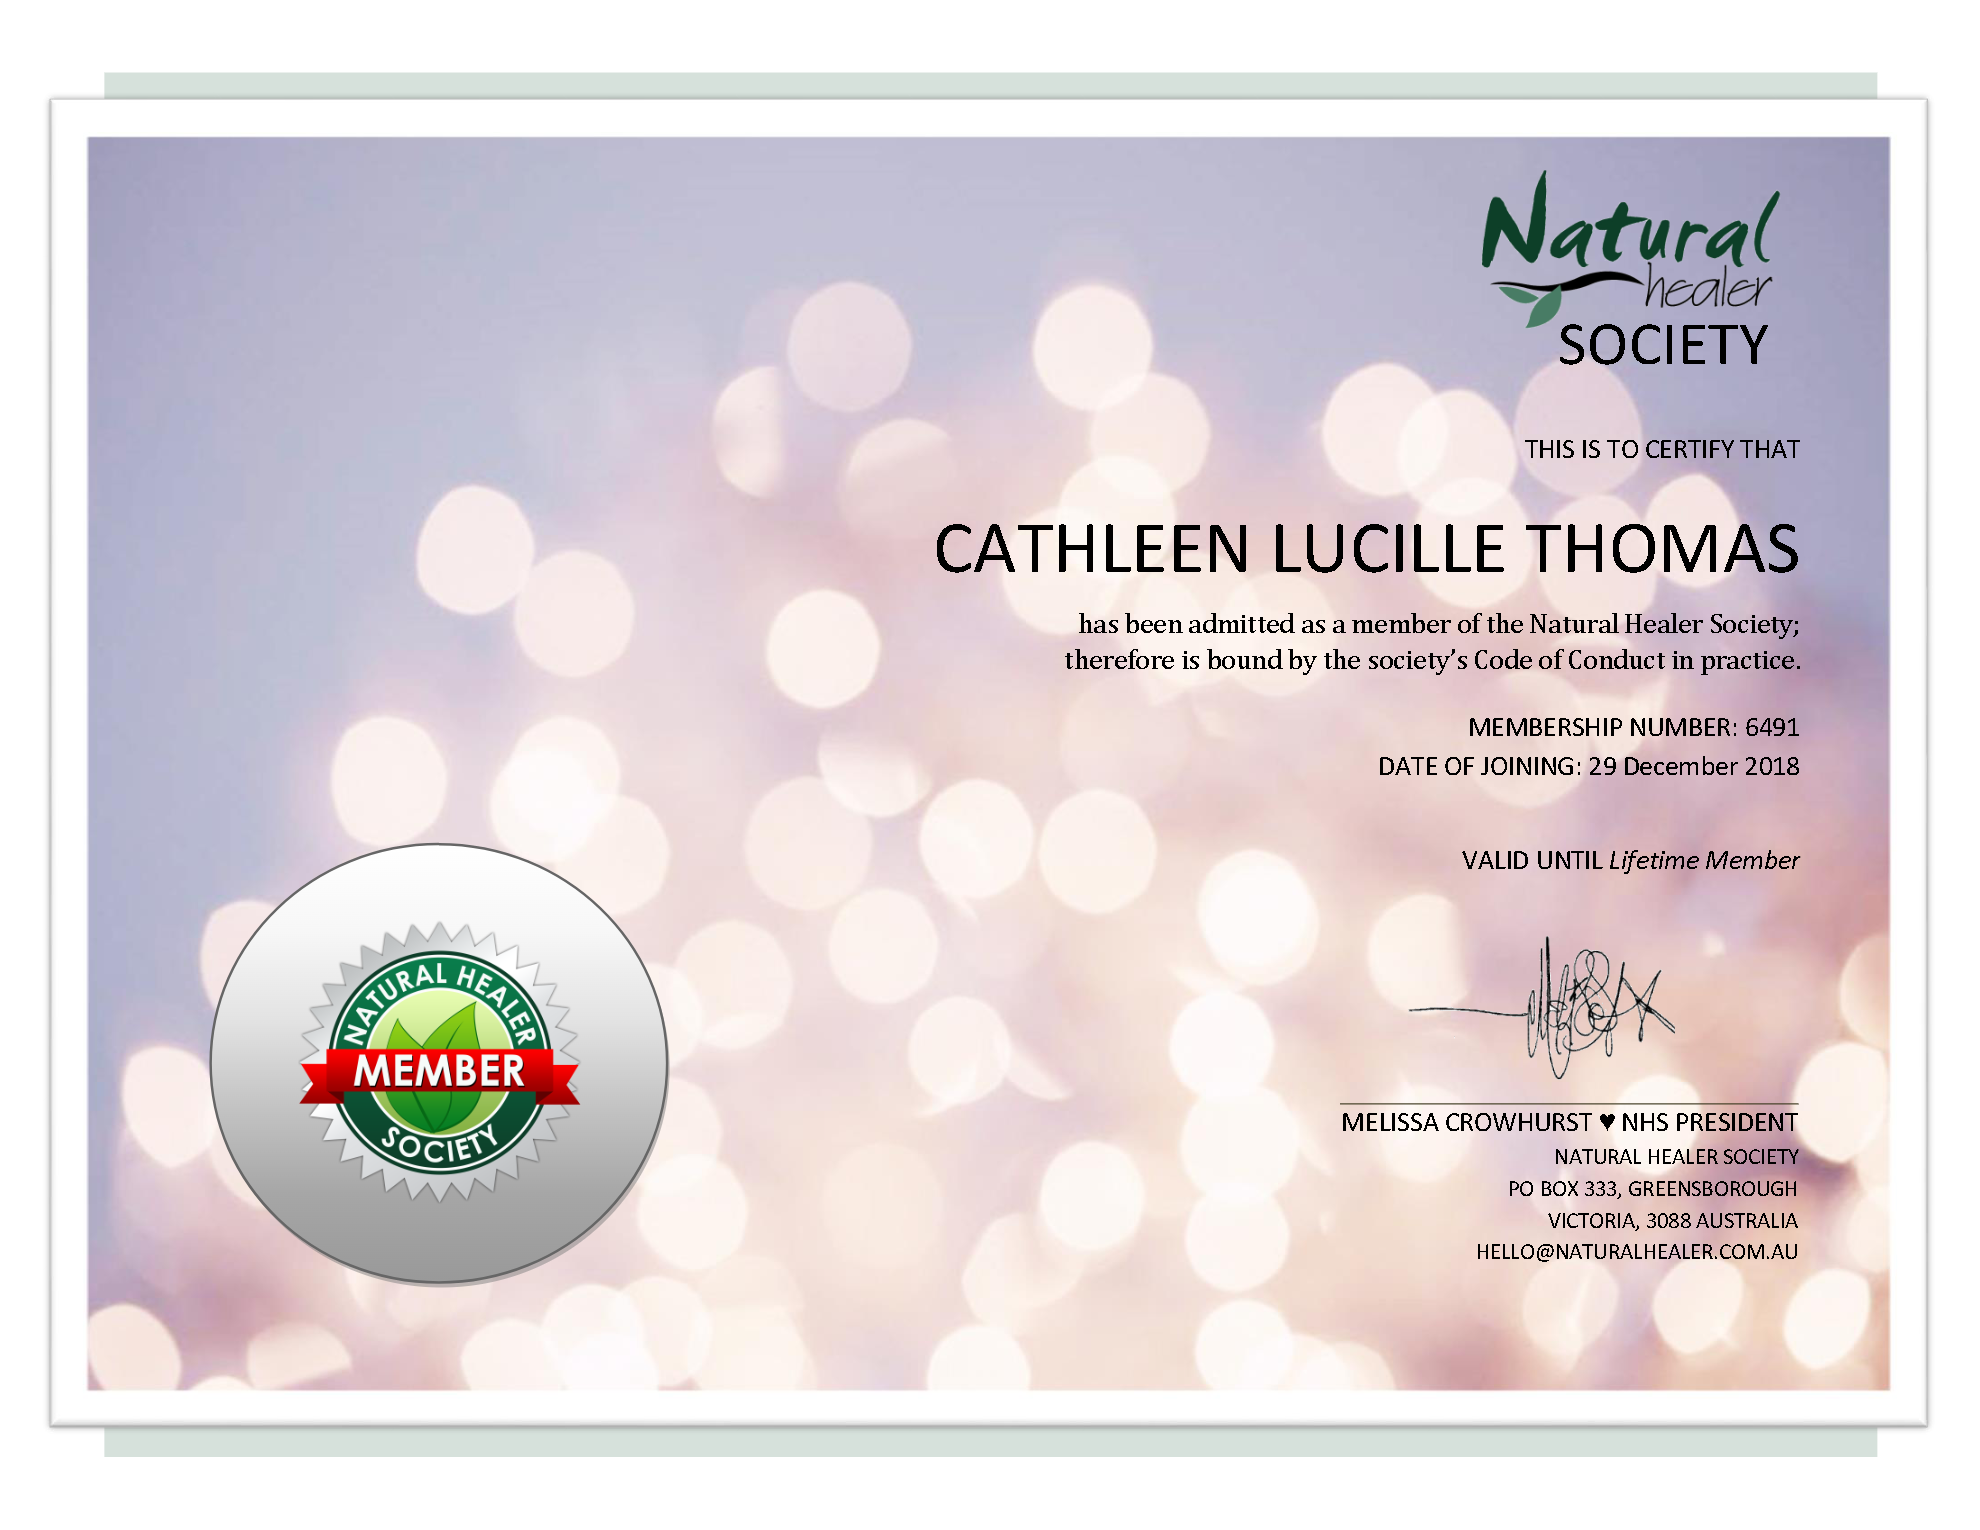 Natural
healer
SOCIETY
THIS IS TO CERTIFY THAT
CATHLEEN LUCILLE THOMAS
has been admitted as a member of the Natural Healer Society;
therefore is bound by the society’s Code of Conduct in practice.
MEMBERSHIP NUMBER: 6491
DATE OF JOINING: 29 December 2018
VALID UNTIL Lifetime Member
NATURAL HEALER
MEMBER
SOCIETY
MELISSA CROWHURST ♥ NHS PRESIDENT
NATURAL HEALER SOCIETY
PO BOX 333, GREENSBOROUGH
VICTORIA, 3088 AUSTRALIA
HELLO@NATURALHEALER.COM.AU